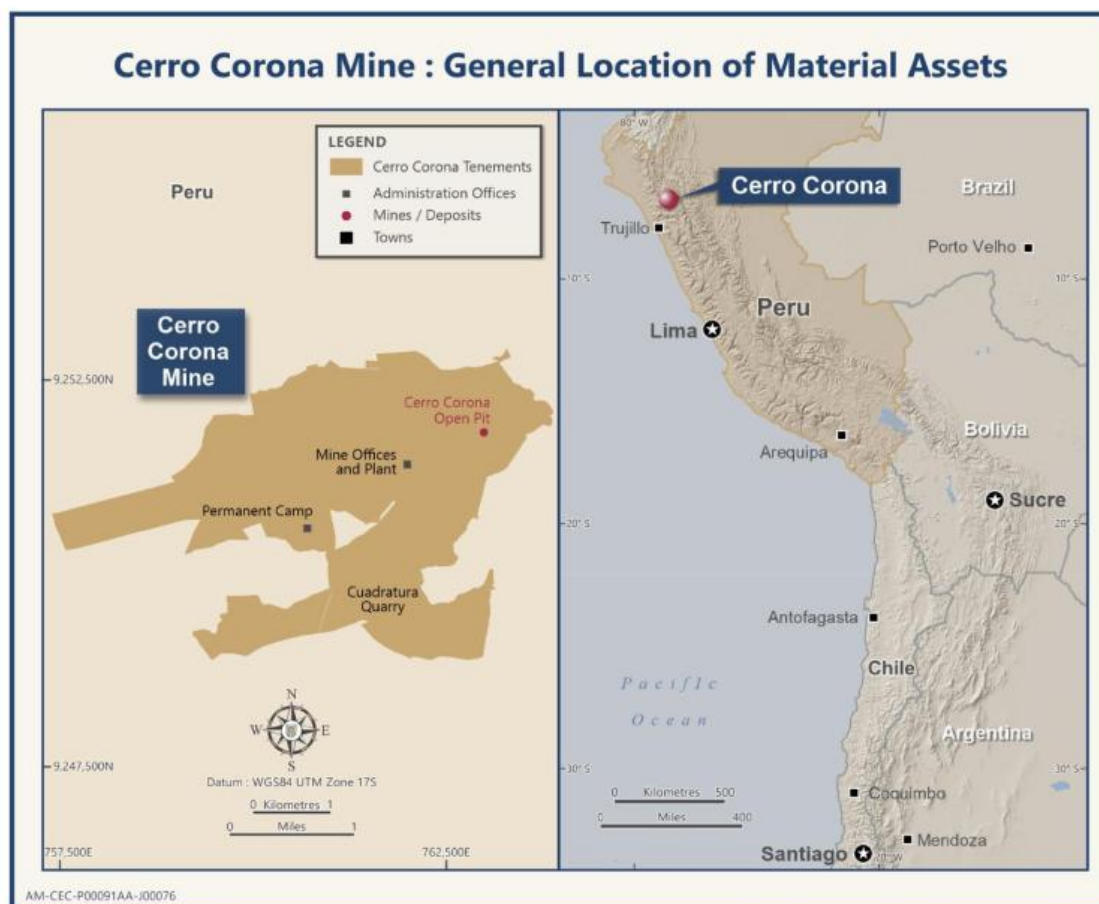 Cerro Corona Mine : General Location of Material Assets
Peru
LEGEND
Cerro Corona Tenements
Administration Offices
Mines / Deposits
Towns
Cerro
Corona
Mine
9.252,500N
Cerro Corona
Open Pit
Mine Offices
and Plant
Permanent Camp
Cuadratura
Quarry
N
W
E
S
9.247,500N
Datum : WGS84 UTM Zone 17S
0 Kilometres 1
0 Miles 1
757,500E
762,500E
80° W
Cerro Corona
Brazil
Trujillo
Porto Velho
10° S
10° S
Peru
Lima
Bolivia
Arequipa
Sucre
20° S
20° S
Antofagasta
Chile
Pacific
Ocean
Argentina
30° S
30° S
0 Kilometres 500
0 Miles 400
Coquimbo
Mendoza
Santiago
70° W
AM-CEC-P00091AA-J00076